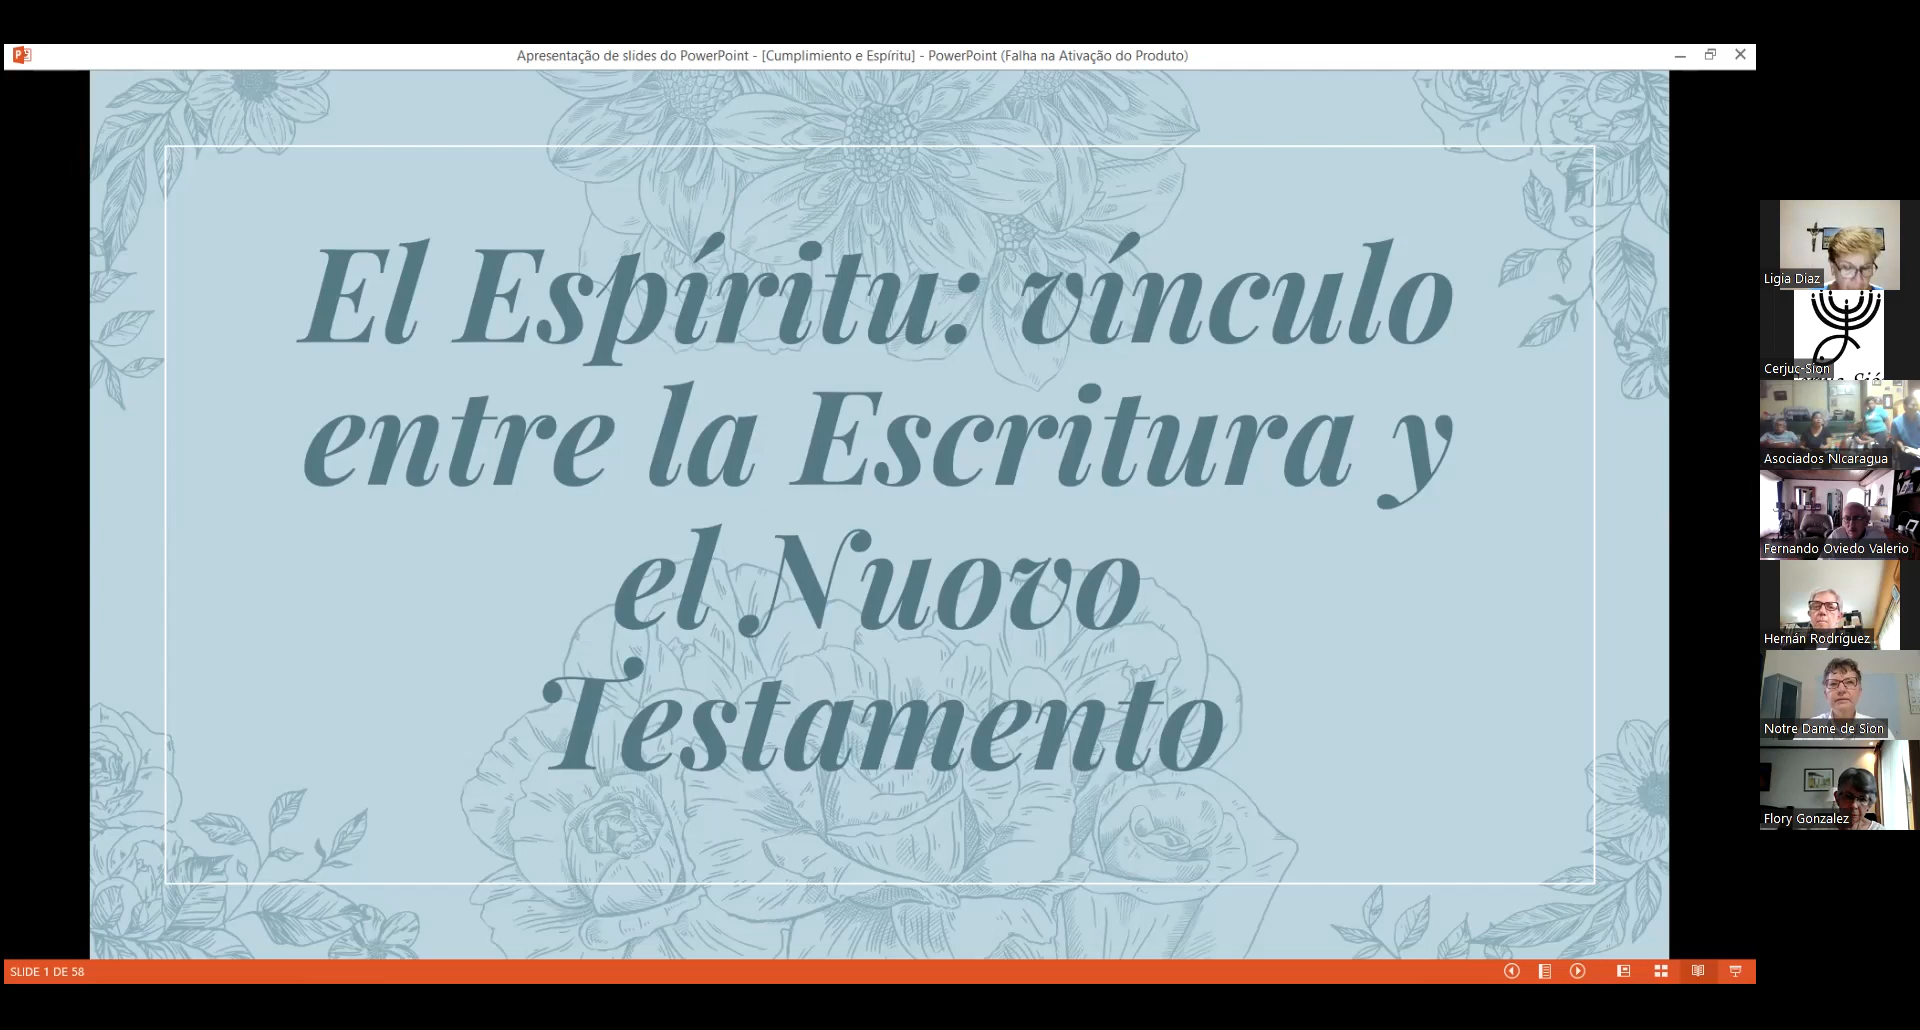 Apresentação de slides do PowerPoint - [Cumplimiento e Espíritu] - PowerPoint (Falha na Ativação do Produto)
El Espíritu: vínculo
entre la Escritura y
el Nuovo
Testamento
Ligia Diaz
Cerjuc-Sion
Asociados NIcaragua
Fernando Oviedo Valerio
Hernán Rodríguez
Notre Dame de Sion
Flory Gonzalez
SLIDE 1 DE 58